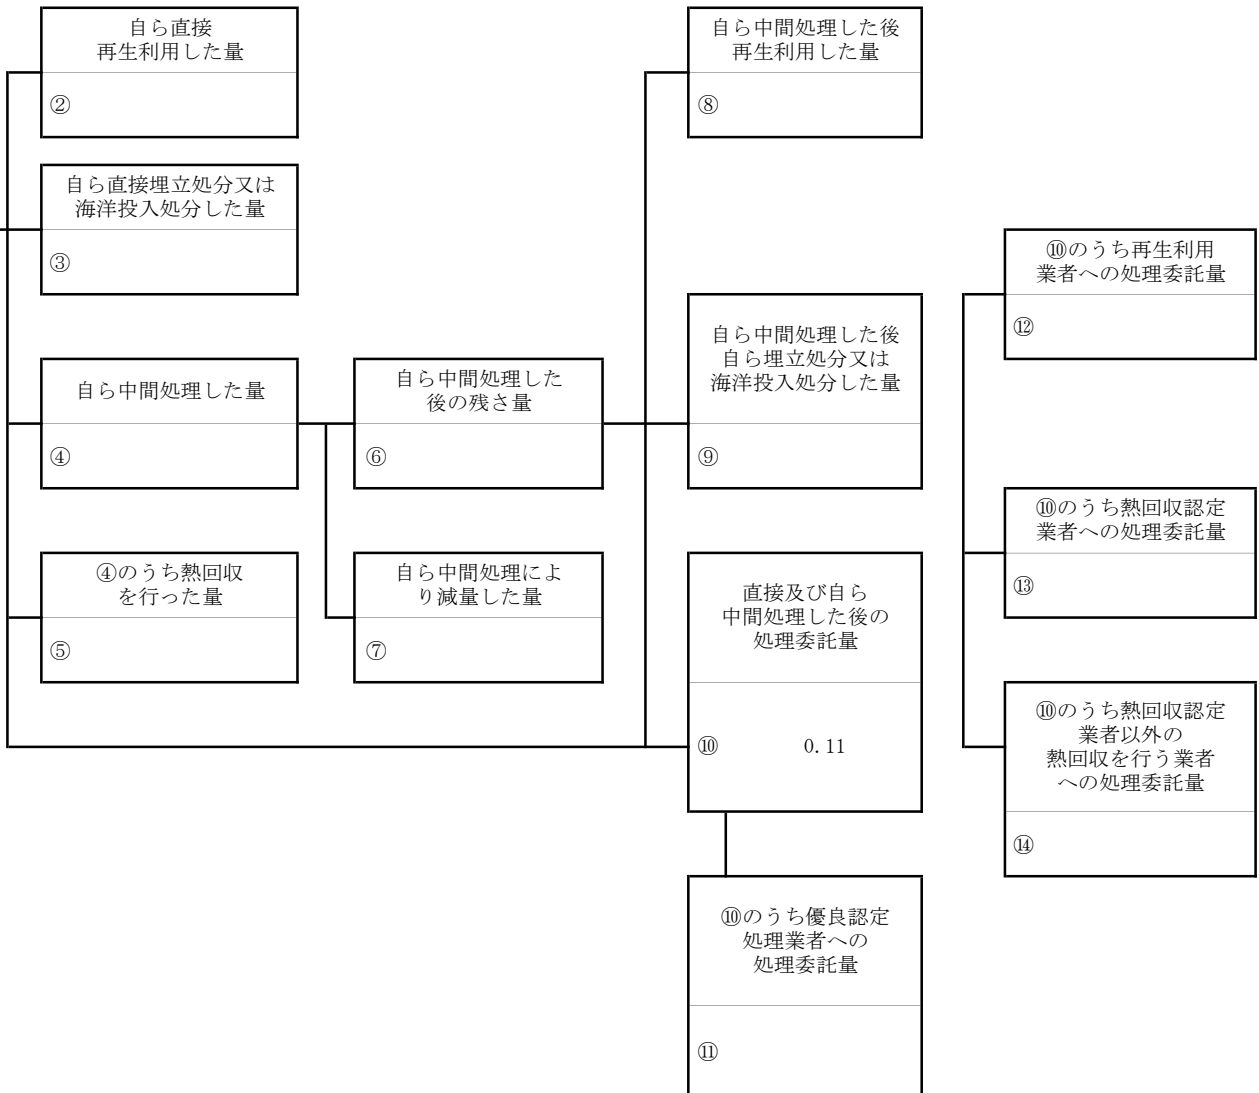 自ら直接
再生利用した量
②
自ら直接埋立処分又は
海洋投入処分した量
③
自ら中間処理した量
④
④のうち熱回収
を行った量
⑤
自ら中間処理した
後の残さ量
⑥
自ら中間処理によ
り減量した量
⑦
自ら中間処理した後
再生利用した量
⑧
自ら中間処理した後
自ら埋立処分又は
海洋投入処分した量
⑨
直接及び自ら
中間処理した後の
処理委託量
⑩ 0.11
⑩のうち優良認定
処理業者への
処理委託量
⑪
⑩のうち再生利用
業者への処理委託量
⑫
⑩のうち熱回収認定
業者への処理委託量
⑬
⑩のうち熱回収認定
業者以外の
熱回収を行う業者
への処理委託量
⑭